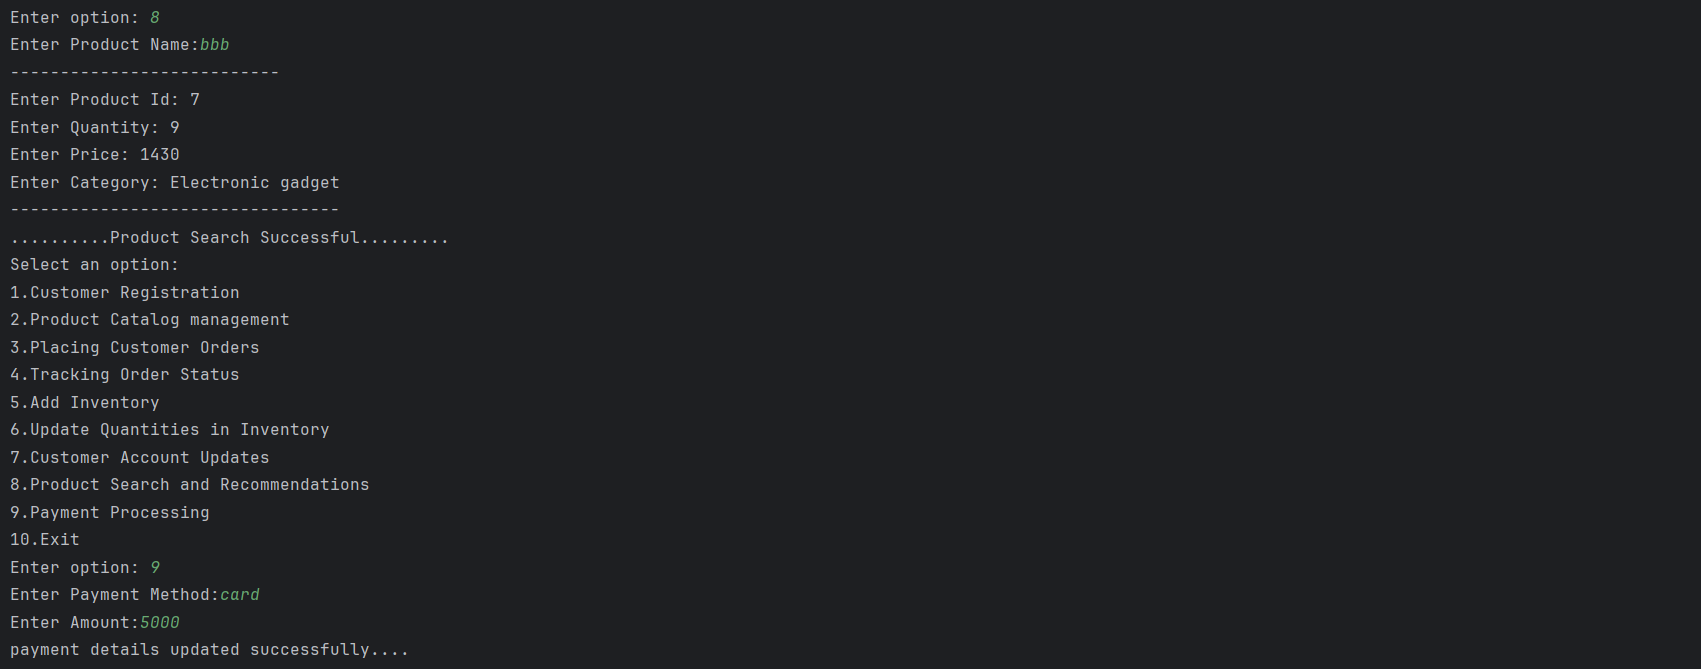 Enter option: 8
Enter Product Name:bbb
---------------------------
Enter Product Id: 7
Enter Quantity: 9
Enter Price: 1430
Enter Category: Electronic gadget
---------------------------------
..........Product Search Successful.........
Select an option:
1.Customer Registration
2.Product Catalog management
3.Placing Customer Orders
4.Tracking Order Status
5.Add Inventory
6.Update Quantities in Inventory
7.Customer Account Updates
8.Product Search and Recommendations
9.Payment Processing
10.Exit
Enter option: 9
Enter Payment Method:card
Enter Amount:5000
payment details updated successfully....